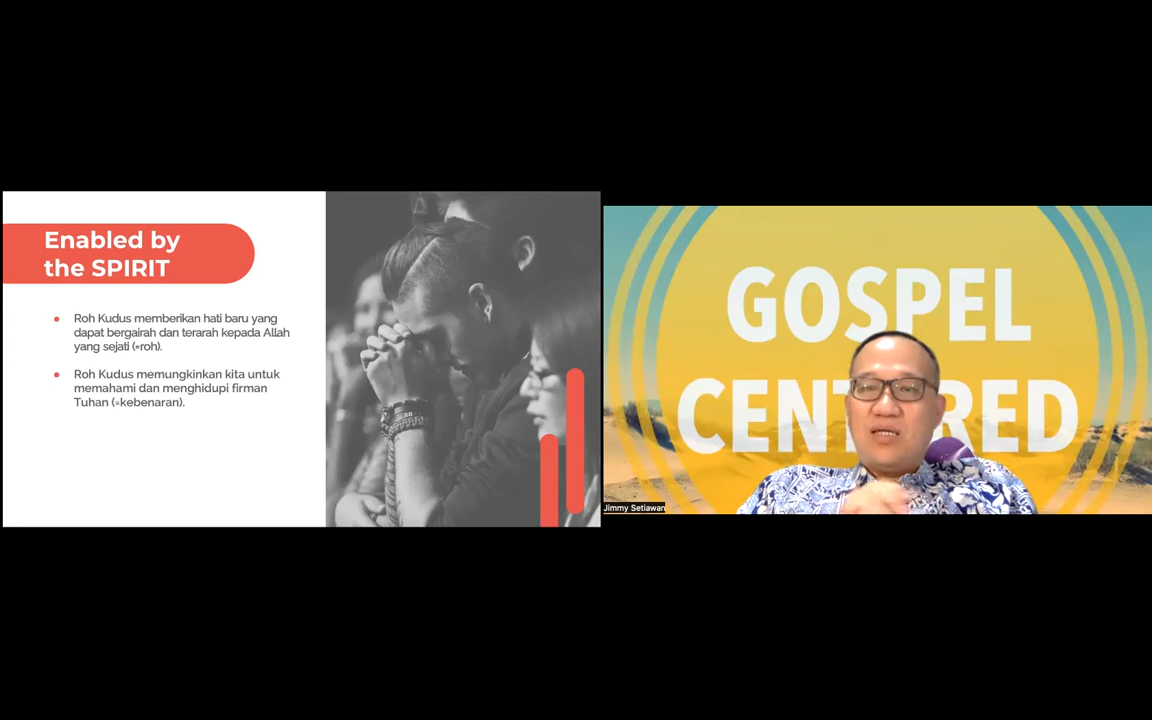 Enabled by
the SPIRIT
Roh Kudus memberikan hati baru yang
dapat bergairah dan terarah kepada Allah
yang sejati (=roh).
Roh Kudus memungkinkan kita untuk
memahami dan menghidupi firman
Tuhan (=kebenaran).
GOSPEL
CENTERED
Jimmy Setiawan